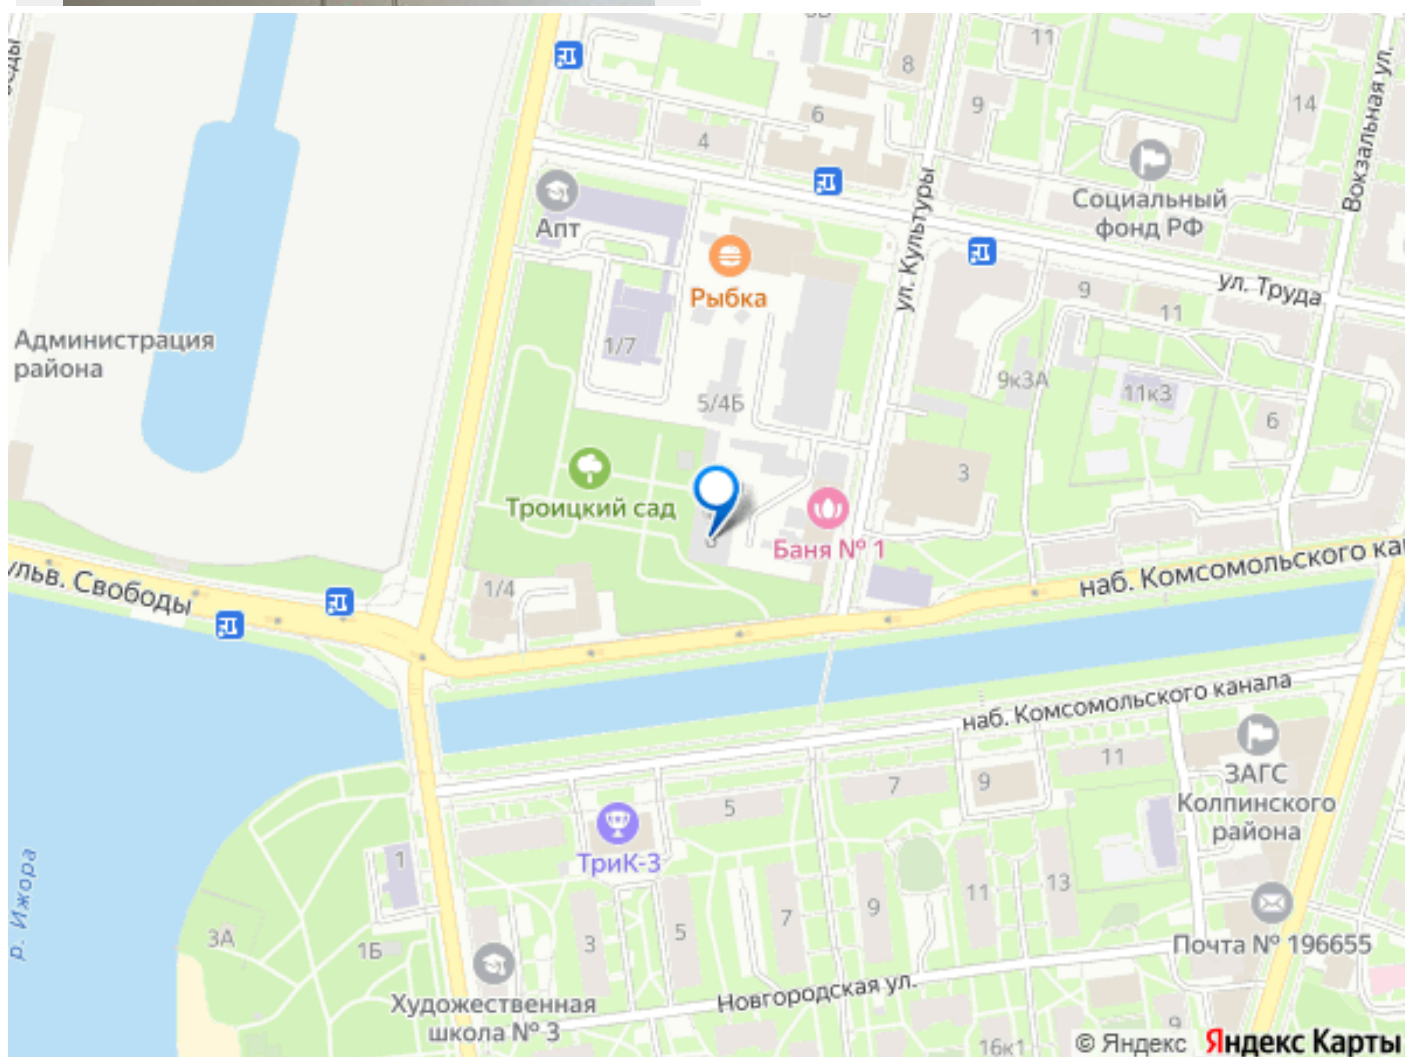 11
8
9
14
Вокзальная ул.
6
4
Социальный
фонд РФ
Апт
ул. Культуры
Рыбка
9
ул. Труда
11
Администрация
района
1/7
9к3А
11к3
5/4Б
6
3
Троицкий сад
Баня № 1
наб. Комсомольского ка
ульв. Свободы
1/4
наб. Комсомольского канала
11
ЗАГС
Колпинского
района
7
9
5
ТриК-3
1
р. Ижора
13
11
9
7
5
3
3А
1Б
Почта № 196655
Художественная
школа № 3
Новгородская ул.
9
16к1
© Яндекс Яндекс Карты